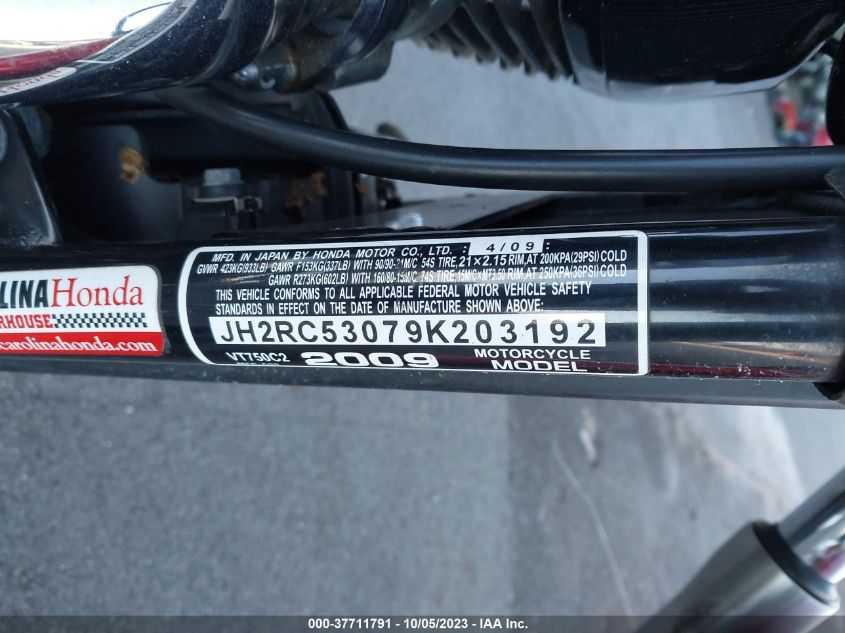 MFD. IN JAPAN BY HONDA MOTOR CO., LTD. : 4/09 :
GVWR 423KG(933LB) GAWR F153KG(337LB) WITH 90/90-21M/C 54S TIRE, 21×2.15 RIM, AT 200KPA(29PSI) COLD
GAWR R273KG(602LB) WITH 160/80-15M/C 74S TIRE, 15M/C×MT3.50 RIM, AT 250KPA(36PSI) COLD
THIS VEHICLE CONFORMS TO ALL APPLICABLE FEDERAL MOTOR VEHICLE SAFETY
STANDARDS IN EFFECT ON THE DATE OF MANUFACTURE SHOWN ABOVE:
JH2RC53079K203192
VT750C2 2009 MOTORCYCLE
MODEL
LINAHonda
RHOUSE
carolinahonda.com
000-37711791 - 10/05/2023 - IAA Inc.